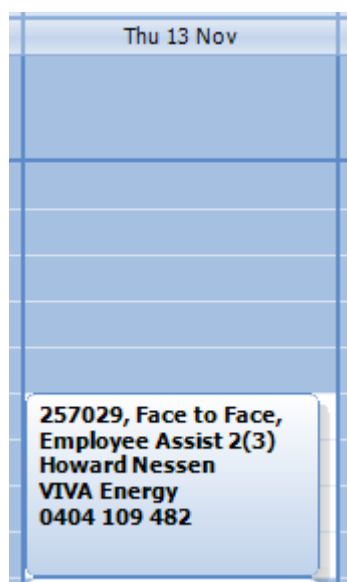 Thu 13 Nov
257029, Face to Face,
Employee Assist 2(3)
Howard Nessen
VIVA Energy
0404 109 482